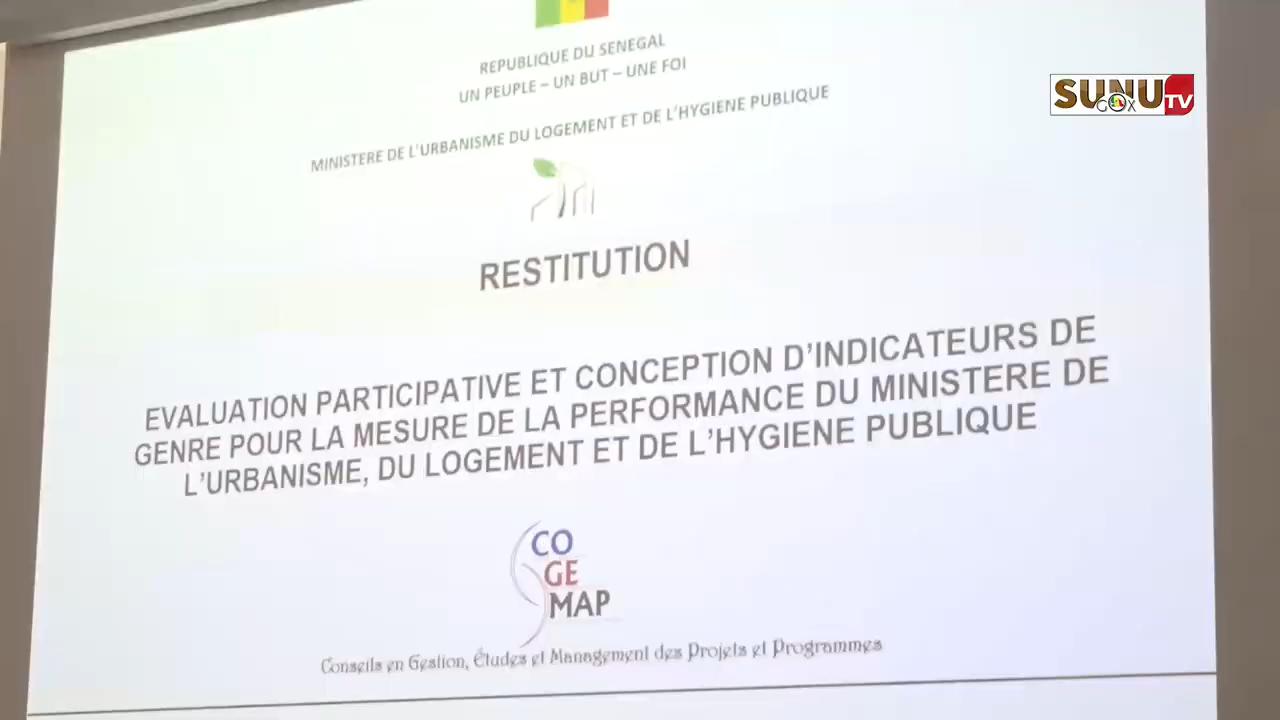 REPUBLIQUE DU SENEGAL
UN PEUPLE – UN BUT – UNE FOI
MINISTERE DE L'URBANISME DU LOGEMENT ET DE L'HYGIENE PUBLIQUE
SUNU
GOX
TV
RESTITUTION
EVALUATION PARTICIPATIVE ET CONCEPTION D'INDICATEURS DE
GENRE POUR LA MESURE DE LA PERFORMANCE DU MINISTERE DE
L'URBANISME, DU LOGEMENT ET DE L'HYGIENE PUBLIQUE
CO
GE
MAP
Conseils en Gestion, Études et Management des Projets et Programmes